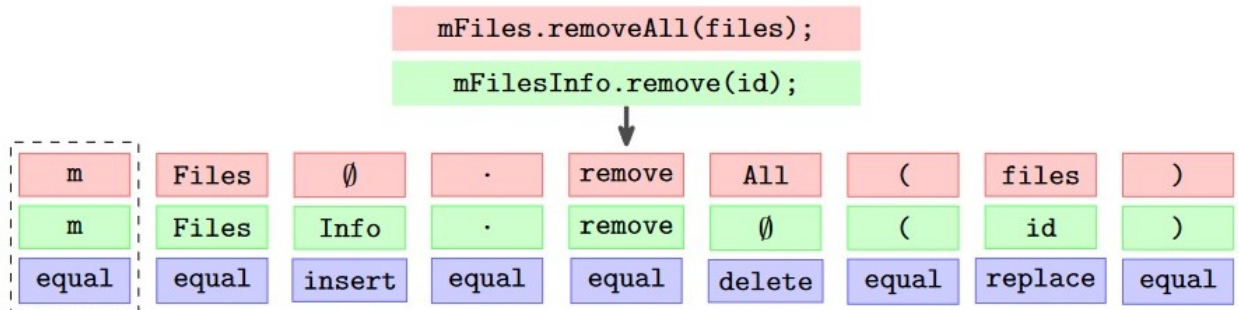 mFiles.removeAll(files);
mFilesInfo.remove(id);
m Files ∅ . remove All ( files )
m Files Info . remove ∅ ( id )
equal equal insert equal equal delete equal replace equal